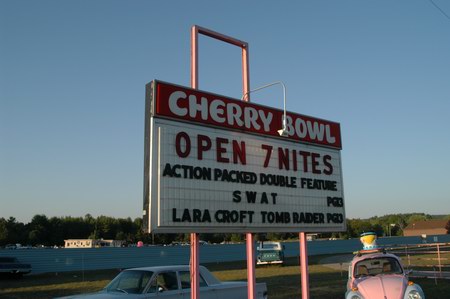 CHERRY BOWL
OPEN 7 NITES
ACTION PACKED DOUBLE FEATURE
SWAT PG13
LARA CROFT TOMB RAIDER PG13